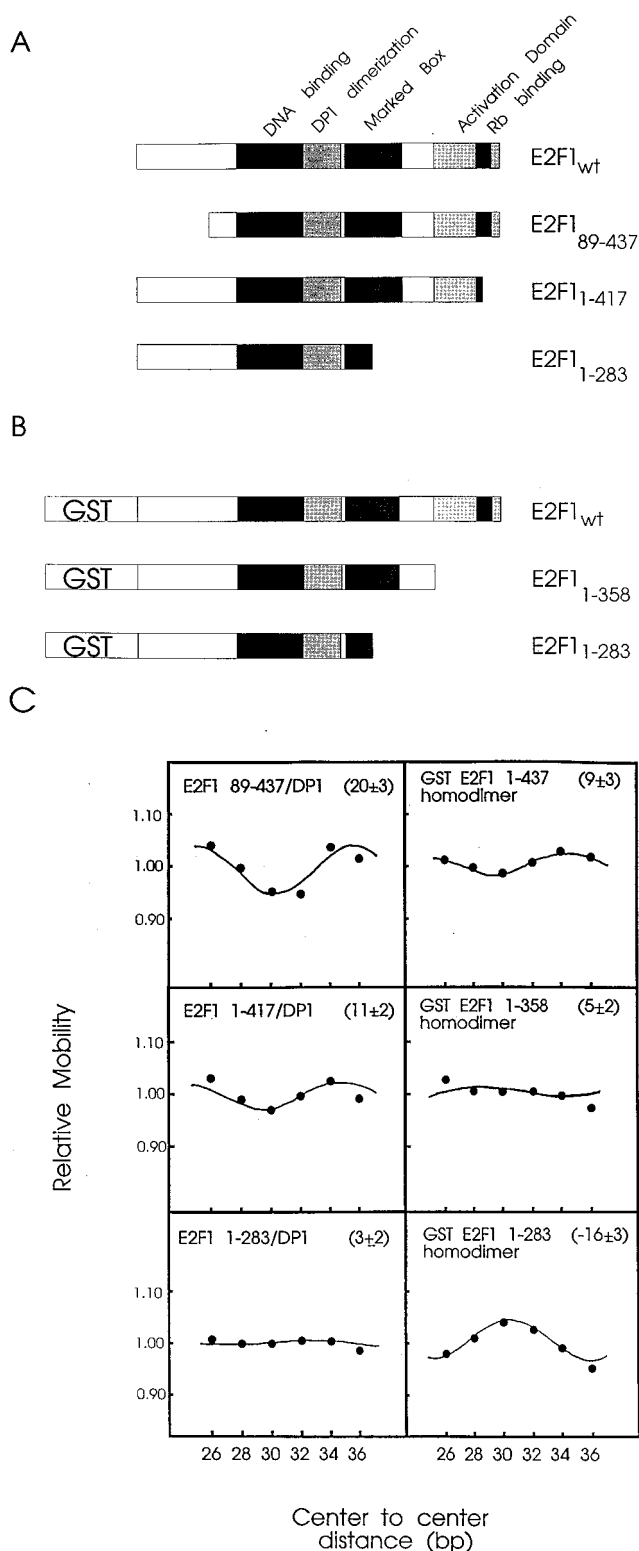 A
DNA binding
DP1 dimerization
Marked Box
Activation Domain
Rb binding
E2F1wt
E2F189-437
E2F11-417
E2F11-283
B
GST E2F1wt
GST E2F11-358
GST E2F11-283
C
E2F1 89-437/DP1 (20±3)
GST E2F1 1-437 (9±3)
homodimer
1.10
1.00
0.90
E2F1 1-417/DP1 (11±2)
GST E2F1 1-358 (5±2)
homodimer
1.10
1.00
0.90
E2F1 1-283/DP1 (3±2)
GST E2F1 1-283 (-16±3)
homodimer
1.10
1.00
0.90
Relative Mobility
26 28 30 32 34 36 26 28 30 32 34 36
Center to center
distance (bp)